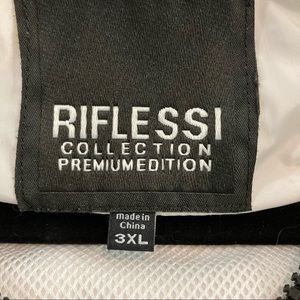 RIFLESSI
COLLECTION
PREMIUMEDITION
made in
China
3XL